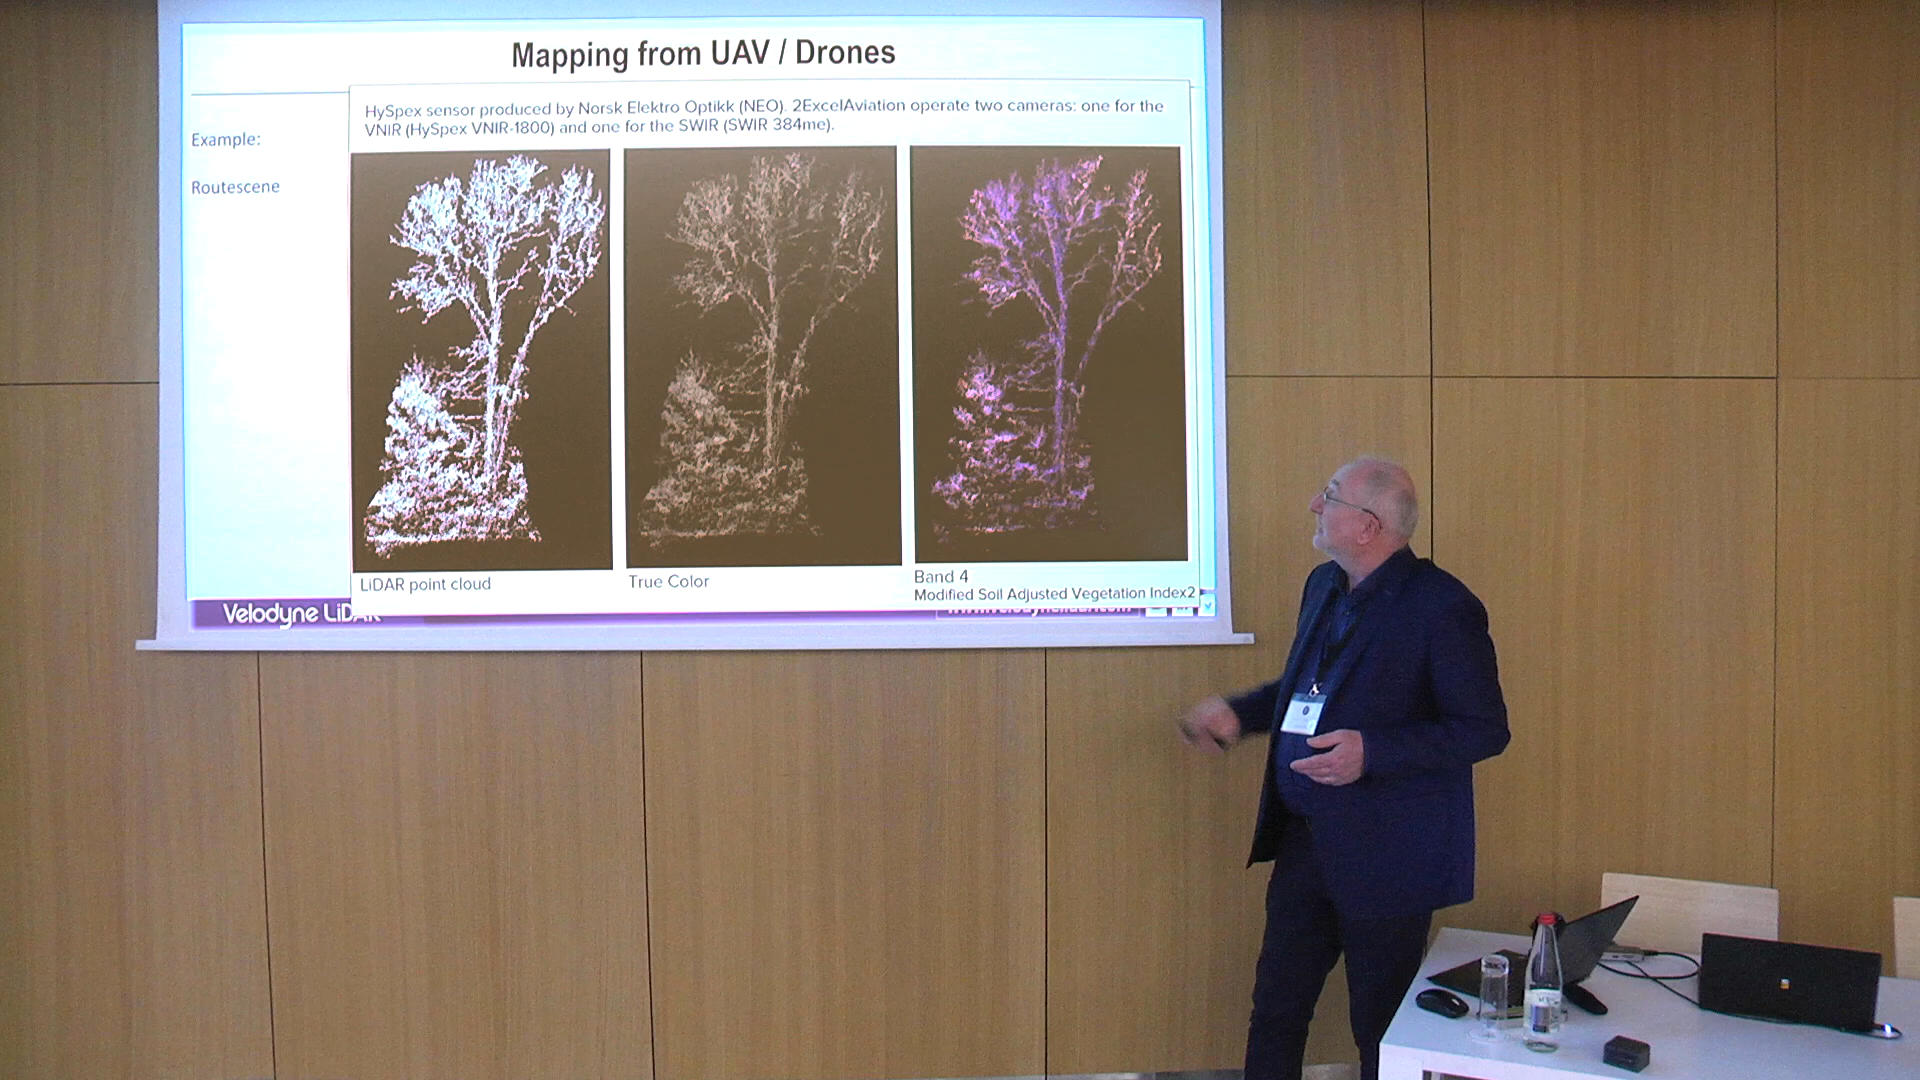 Mapping from UAV / Drones
HySpex sensor produced by Norsk Elektro Optikk (NEO). 2ExcelAviation operate two cameras: one for the
VNIR (HySpex VNIR-1800) and one for the SWIR (SWIR 384me).
Example:
Routescene
LiDAR point cloud
True Color
Band 4
Modified Soil Adjusted Vegetation Index2
Velodyne LiDAR